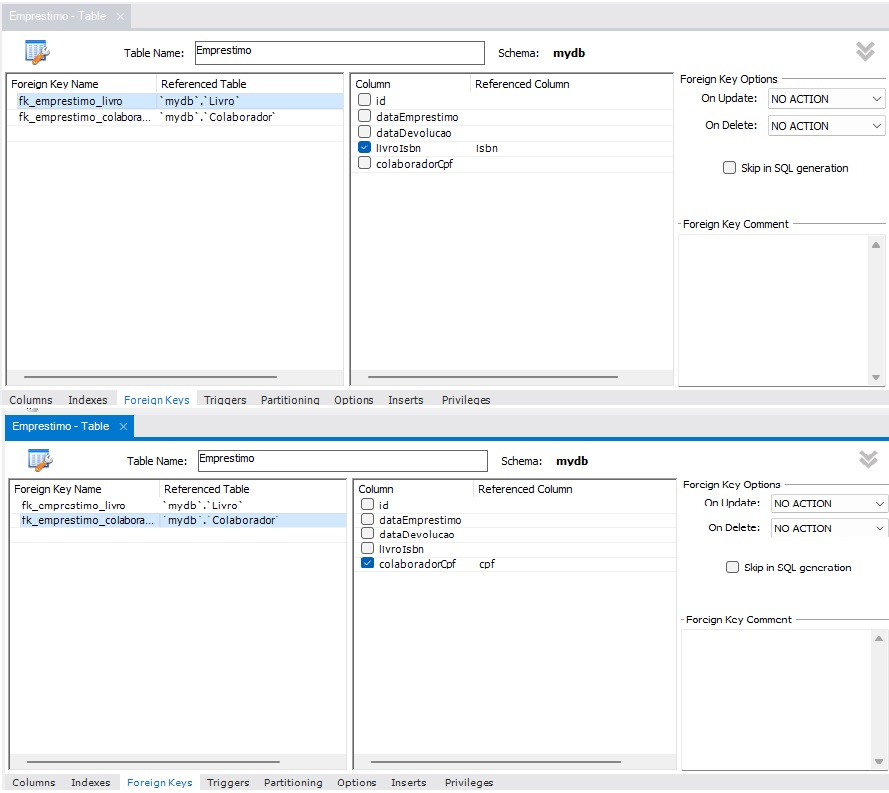 Emprestimo - Table ×
Table Name: Emprestimo Schema: mydb
Foreign Key Name Referenced Table
fk_emprestimo_livro `mydb`.`Livro`
fk_emprestimo_colabora... `mydb`.`Colaborador`
Column Referenced Column
id
dataEmprestimo
dataDevolucao
livroIsbn isbn
colaboradorCpf
Foreign Key Options
On Update: NO ACTION
On Delete: NO ACTION
Skip in SQL generation
Foreign Key Comment
Columns Indexes Foreign Keys Triggers Partitioning Options Inserts Privileges
Emprestimo - Table ×
Table Name: Emprestimo Schema: mydb
Foreign Key Name Referenced Table
fk_emprestimo_livro `mydb`.`Livro`
fk_emprestimo_colabora... `mydb`.`Colaborador`
Column Referenced Column
id
dataEmprestimo
dataDevolucao
livroIsbn
colaboradorCpf cpf
Foreign Key Options
On Update: NO ACTION
On Delete: NO ACTION
Skip in SQL generation
Foreign Key Comment
Columns Indexes Foreign Keys Triggers Partitioning Options Inserts Privileges